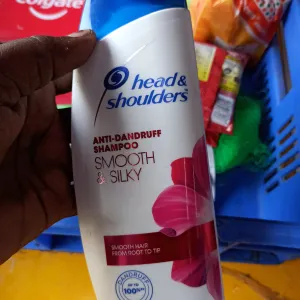 Colgate
head &
shoulders
ANTI-DANDRUFF
SHAMPOO
SMOOTH
& SILKY
SMOOTH HAIR
FROM ROOT TO TIP
DANDRUFF
UP TO
100%